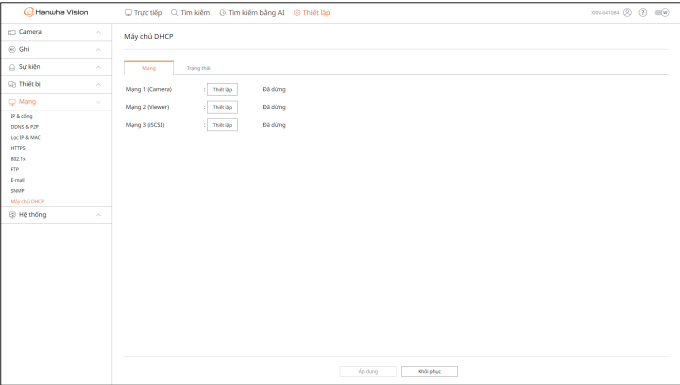 Hanwha Vision
Trực tiếp Tìm kiếm Tìm kiếm bằng AI Thiết lập
Camera
Ghi
Sự kiện
Thiết bị
Mạng
IP & cổng
DDNS & P2P
Lọc IP & MAC
HTTPS
802.1x
FTP
E-mail
SNMP
Máy chủ DHCP
Hệ thống
Máy chủ DHCP
Mạng Trạng thái
Mạng 1 (Camera) : Thiết lập Đã dừng
Mạng 2 (Viewer) : Thiết lập Đã dừng
Mạng 3 (iSCSI) : Thiết lập Đã dừng
Áp dụng Khôi phục